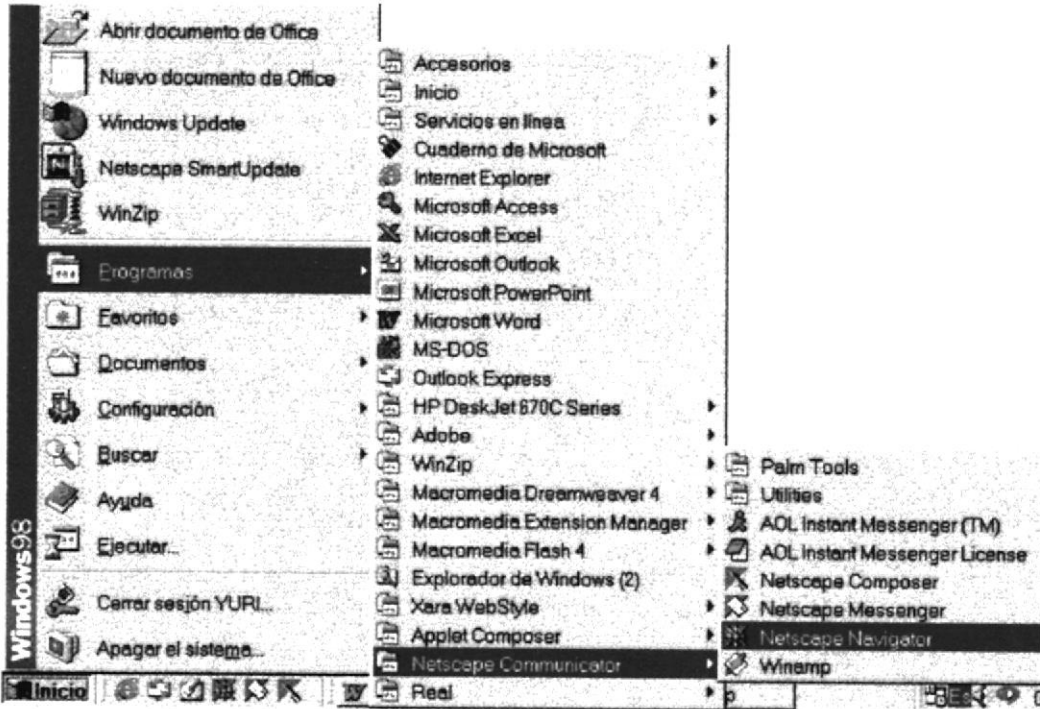 Abrir documento de Office
Nuevo documento de Office
Windows Update
Netscape SmartUpdate
WinZip
Programas
Favoritos
Documentos
Configuración
Buscar
Ayuda
Ejecutar...
Cerrar sesión YURI...
Apagar el sistema...
Windows98
Inicio
Accesorios
Inicio
Servicios en línea
Cuaderno de Microsoft
Internet Explorer
Microsoft Access
Microsoft Excel
Microsoft Outlook
Microsoft PowerPoint
Microsoft Word
MS-DOS
Outlook Express
HP DeskJet 670C Series
Adobe
WinZip
Macromedia Dreamweaver 4
Macromedia Extension Manager
Macromedia Flash 4
Explorador de Windows (2)
Xara WebStyle
Applet Composer
Netscape Communicator
Real
Palm Tools
Utilities
AOL Instant Messenger (TM)
AOL Instant Messenger License
Netscape Composer
Netscape Messenger
Netscape Navigator
Winamp